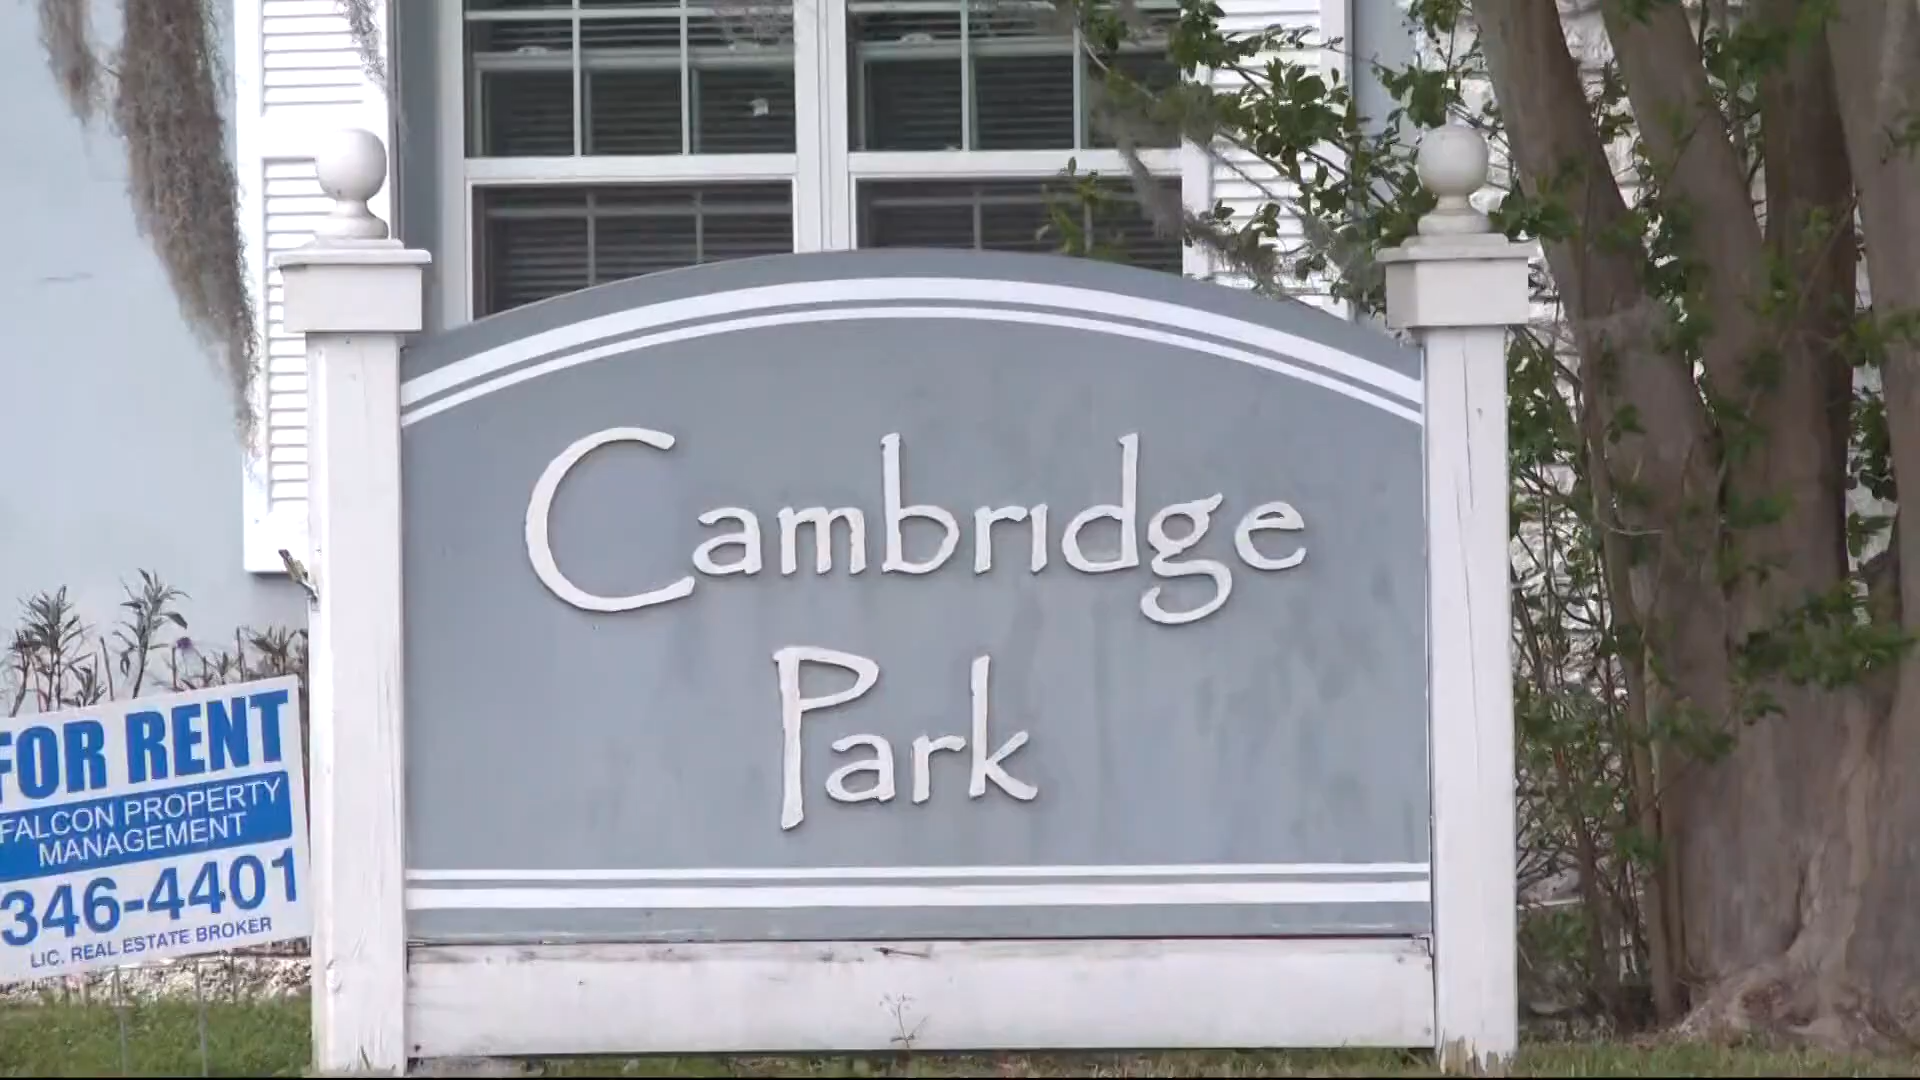 Cambridge
Park
FOR RENT
FALCON PROPERTY
MANAGEMENT
346-4401
LIC. REAL ESTATE BROKER